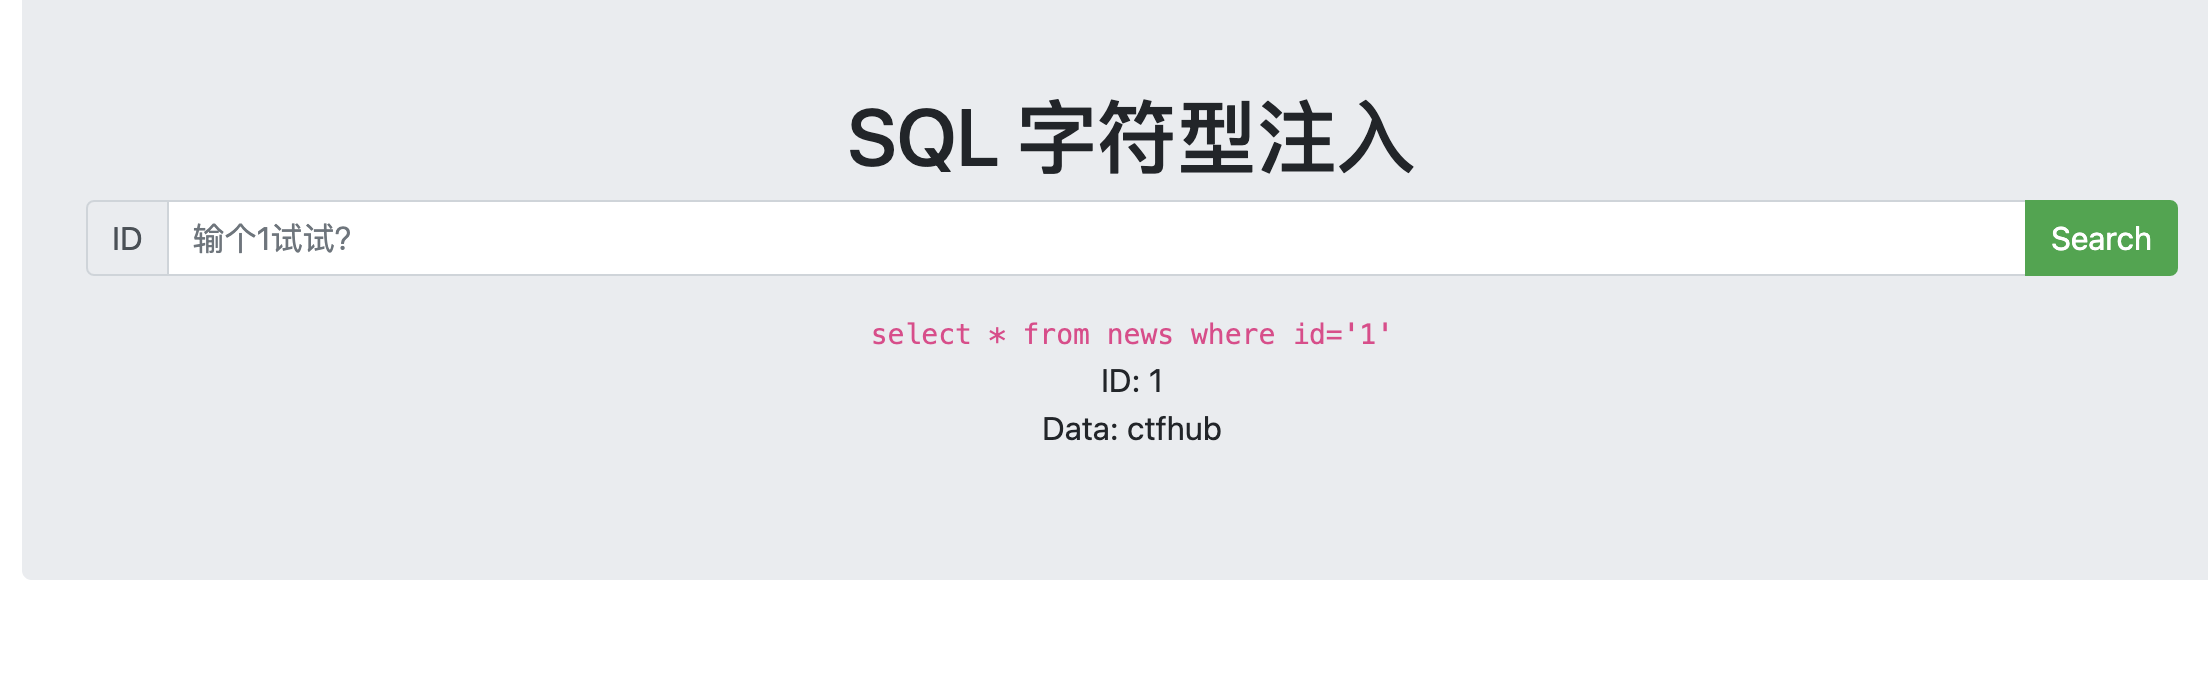 SQL 字符型注入
ID 输个1试试? Search
select * from news where id='1'
ID: 1
Data: ctfhub